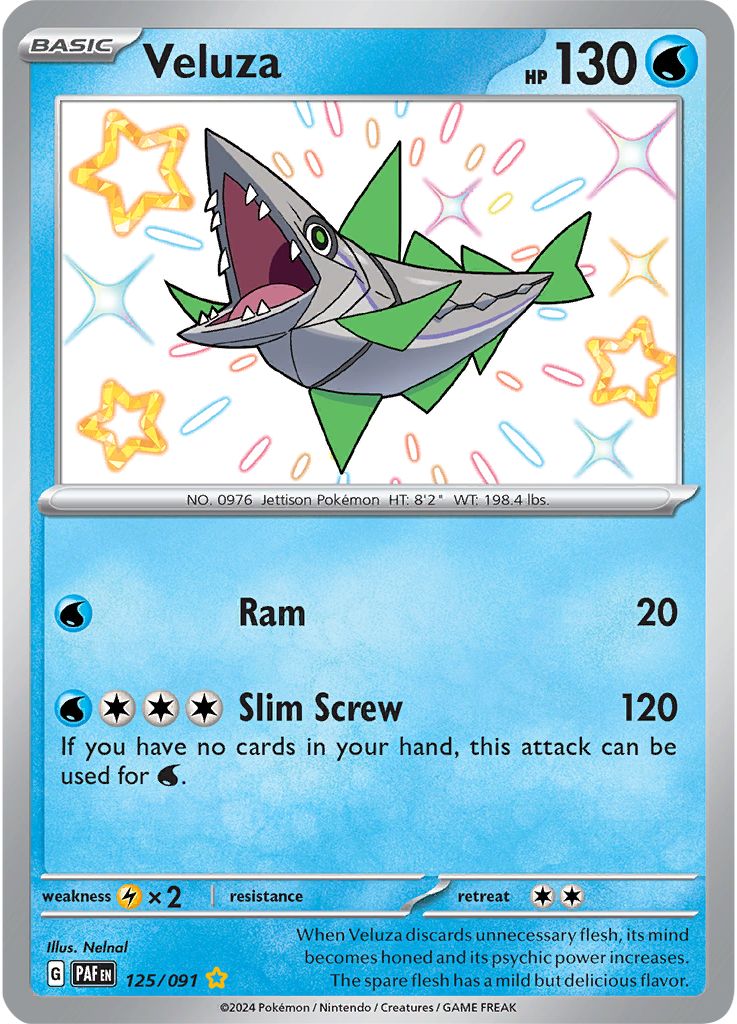 BASIC
Veluza
HP 130
NO. 0976 Jettison Pokémon HT: 8'2" WT: 198.4 lbs.
Ram 20
Slim Screw 120
If you have no cards in your hand, this attack can be
used for .
weakness ×2 resistance retreat
Illus. Nelnal
When Veluza discards unnecessary flesh, its mind
becomes honed and its psychic power increases.
The spare flesh has a mild but delicious flavor.
G PAF EN 125/091
©2024 Pokémon / Nintendo / Creatures / GAME FREAK